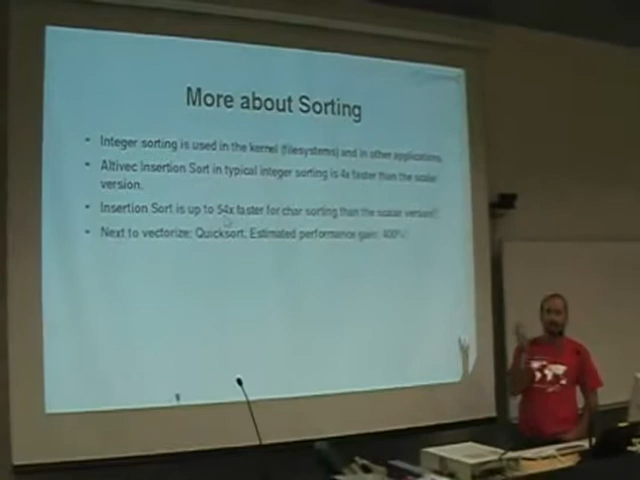 More about Sorting
Integer sorting is used in the kernel (filesystems) and in other applications.
Altivec Insertion Sort in typical integer sorting is 4x faster than the scalar
version.
Insertion Sort is up to 54x faster for char sorting than the scalar version!
Next to vectorize: Quicksort. Estimated performance gain: 400%